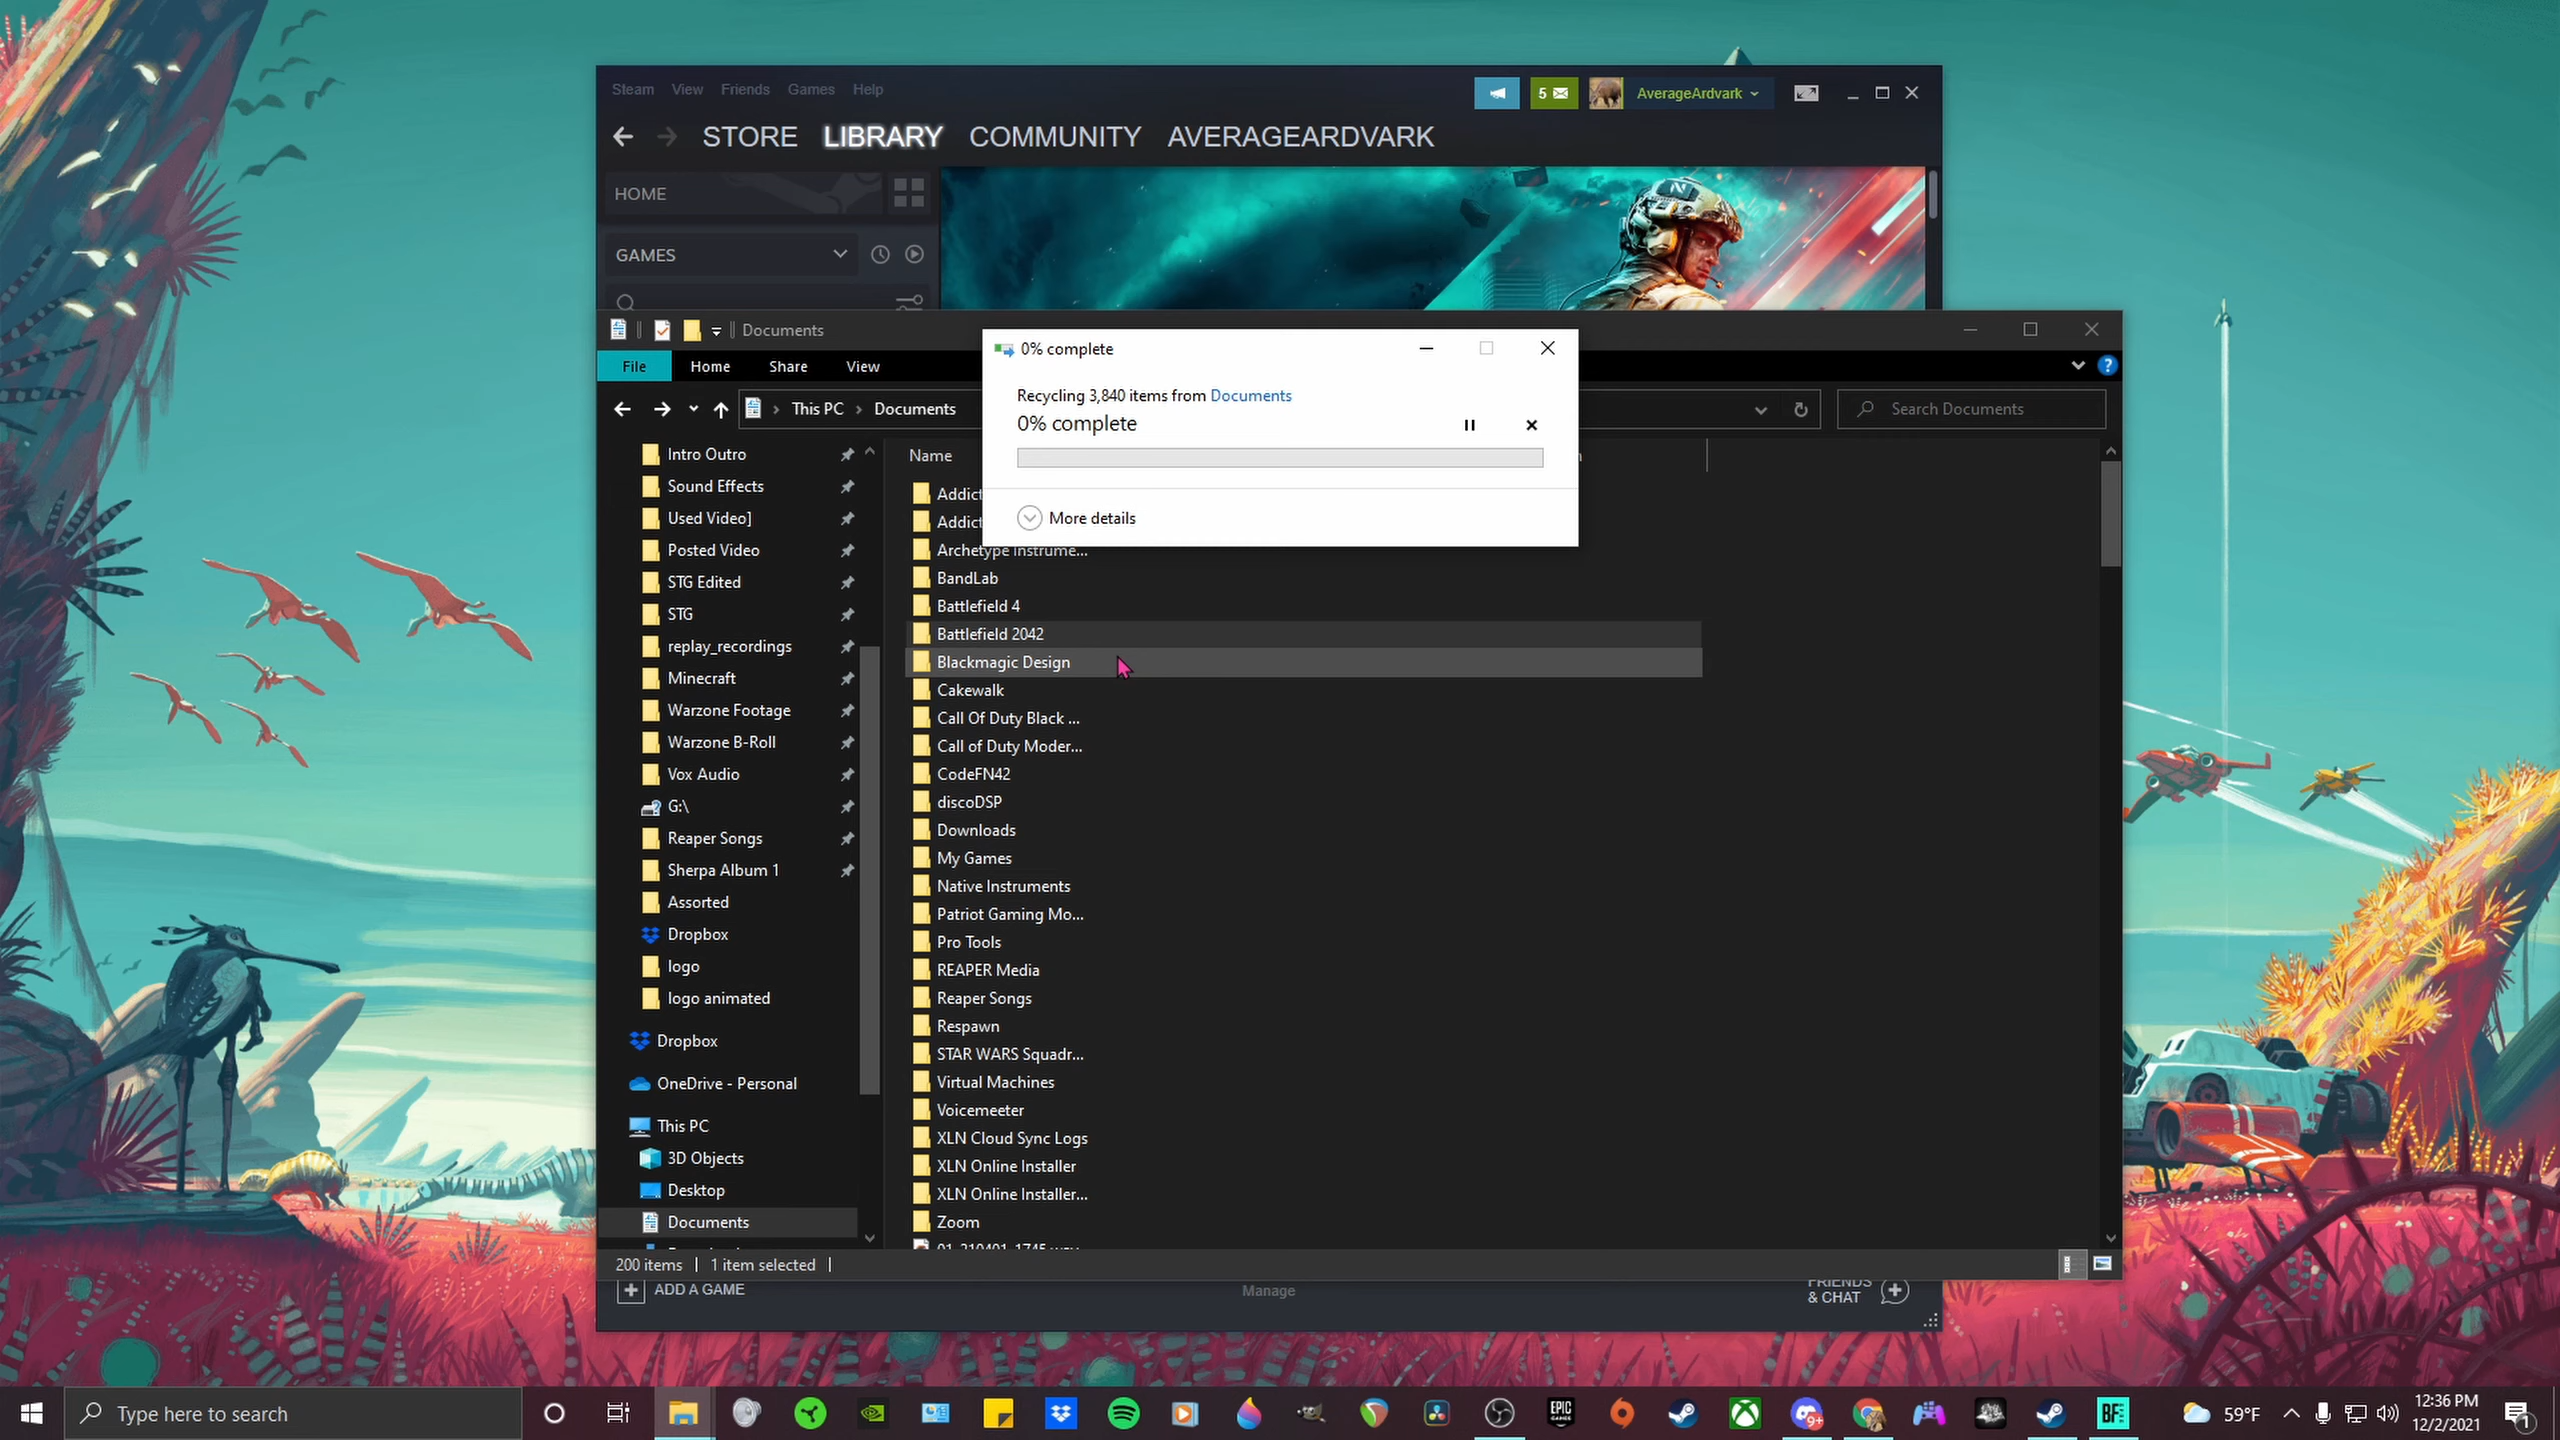 Steam View Friends Games Help
5
AverageArdvark
STORE LIBRARY COMMUNITY AVERAGEARDVARK
HOME
GAMES
Documents
File Home Share View
This PC Documents
Search Documents
0% complete
Recycling 3,840 items from Documents
0% complete
More details
Intro Outro
Sound Effects
Used Video]
Posted Video
STG Edited
STG
replay_recordings
Minecraft
Warzone Footage
Warzone B-Roll
Vox Audio
G:\
Reaper Songs
Sherpa Album 1
Assorted
Dropbox
logo
logo animated
Dropbox
OneDrive - Personal
This PC
3D Objects
Desktop
Documents
Name
Addict
Addict
Archetype Instrume...
BandLab
Battlefield 4
Battlefield 2042
Blackmagic Design
Cakewalk
Call Of Duty Black ...
Call of Duty Moder...
CodeFN42
discoDSP
Downloads
My Games
Native Instruments
Patriot Gaming Mo...
Pro Tools
REAPER Media
Reaper Songs
Respawn
STAR WARS Squadr...
Virtual Machines
Voicemeeter
XLN Cloud Sync Logs
XLN Online Installer
XLN Online Installer...
Zoom
200 items 1 item selected
ADD A GAME
Manage
FRIENDS
& CHAT
Type here to search
EPIC
GAMES
9+
BF
59°F
12:36 PM
12/2/2021
1